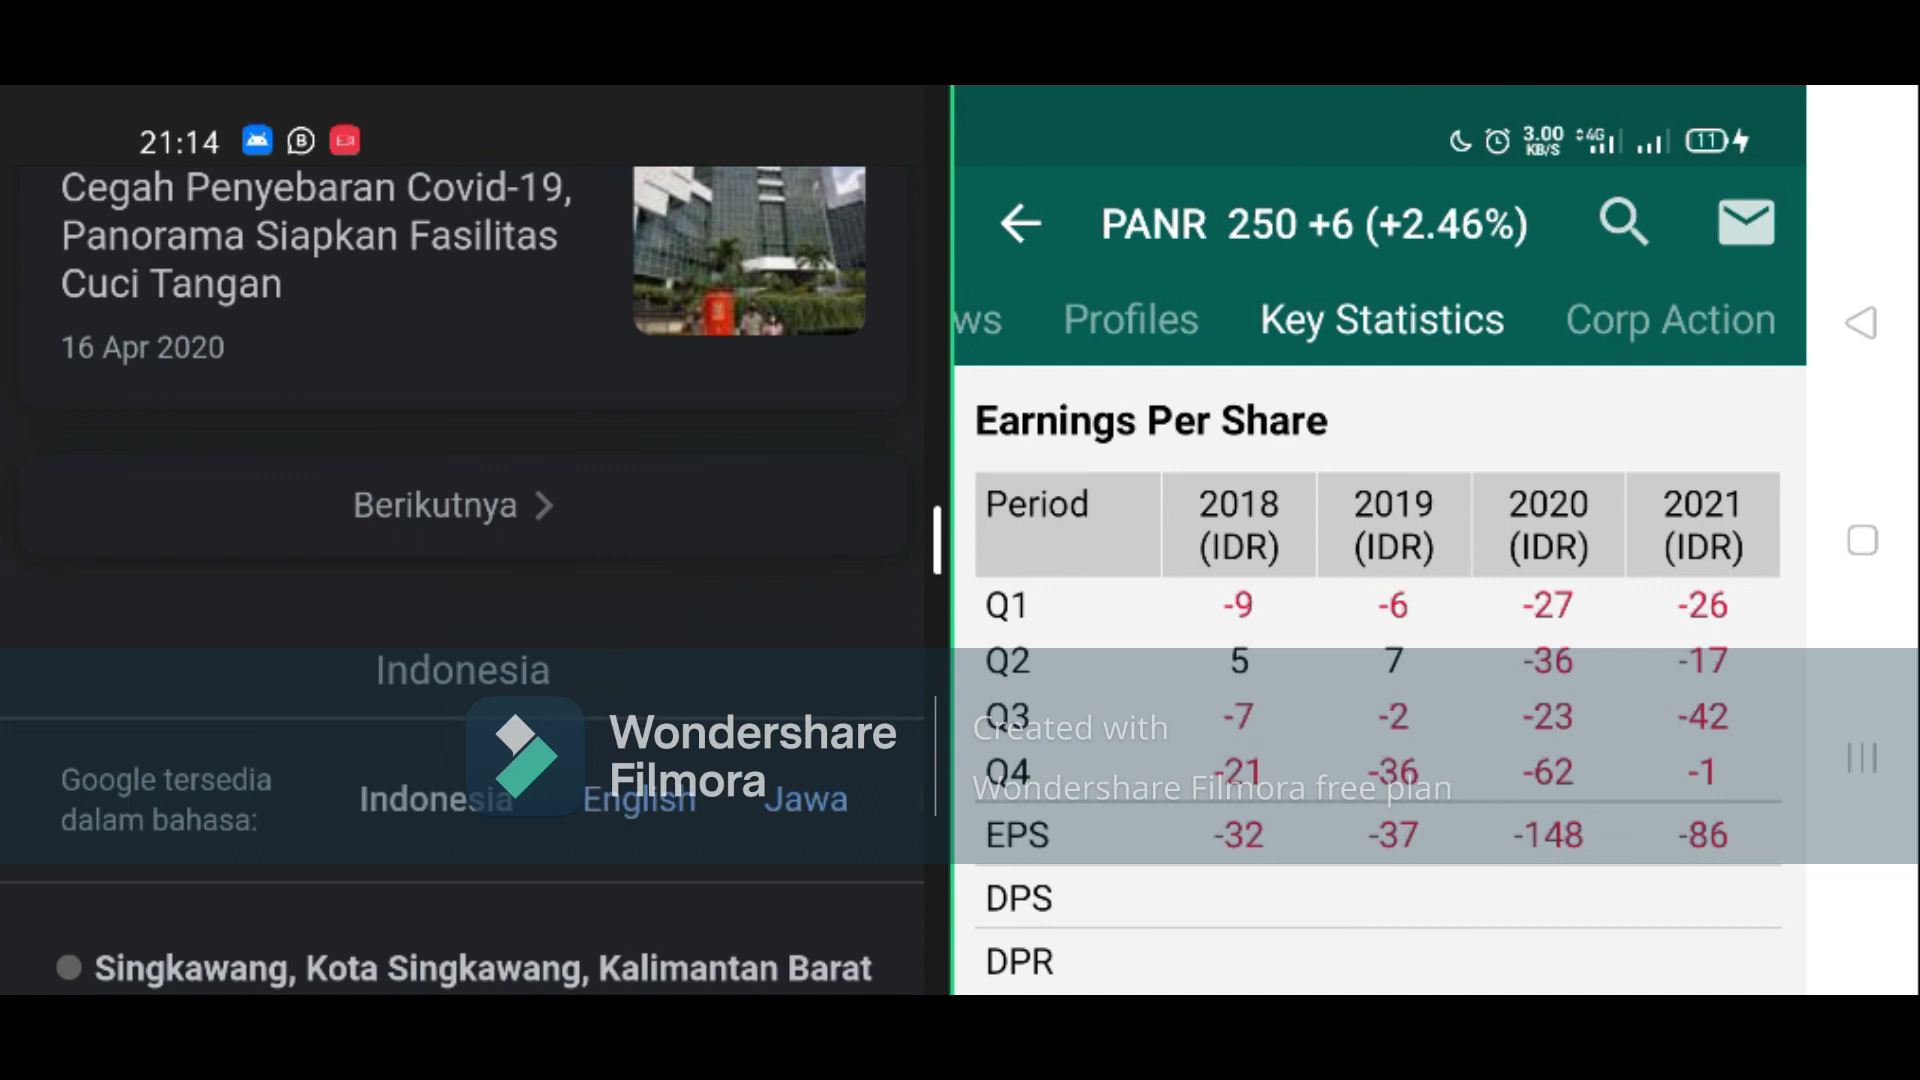 21:14
Cegah Penyebaran Covid-19,
Panorama Siapkan Fasilitas
Cuci Tangan
16 Apr 2020
Berikutnya
Indonesia
Google tersedia
dalam bahasa:
Indonesia English Jawa
Singkawang, Kota Singkawang, Kalimantan Barat
Wondershare
Filmora
Created with
Wondershare Filmora free plan
3.00
KB/S
4G
11
PANR 250 +6 (+2.46%)
ws Profiles Key Statistics Corp Action
Earnings Per Share
Period 2018 (IDR) 2019 (IDR) 2020 (IDR) 2021 (IDR)
Q1 -9 -6 -27 -26
Q2 5 7 -36 -17
Q3 -7 -2 -23 -42
Q4 -21 -36 -62 -1
EPS -32 -37 -148 -86
DPS
DPR